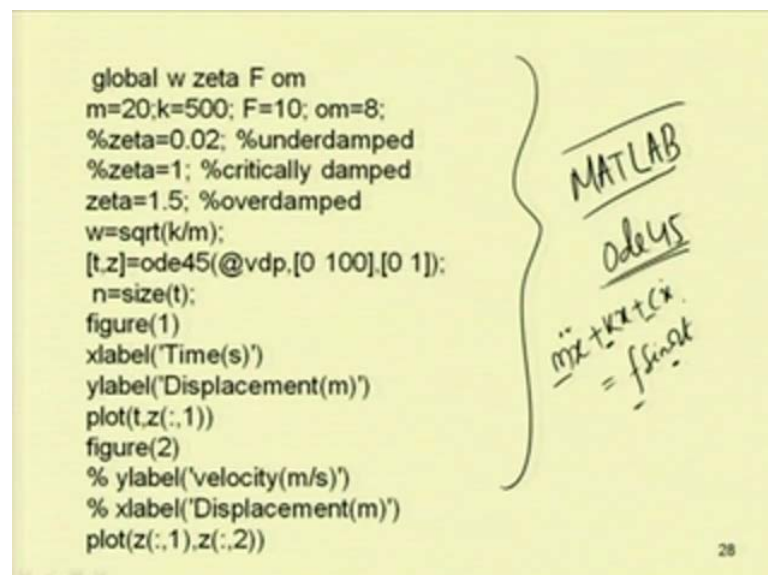 global w zeta F om
m=20;k=500; F=10; om=8;
%zeta=0.02; %underdamped
%zeta=1; %critically damped
zeta=1.5; %overdamped
w=sqrt(k/m);
[t,z]=ode45(@vdp,[0 100],[0 1]);
n=size(t);
figure(1)
xlabel('Time(s)')
ylabel('Displacement(m)')
plot(t,z(:,1))
figure(2)
% ylabel('velocity(m/s)')
% xlabel('Displacement(m)')
plot(z(:,1),z(:,2))
MATLAB
Ode45
mẍ+kx+cẋ
= f sinΩt
28